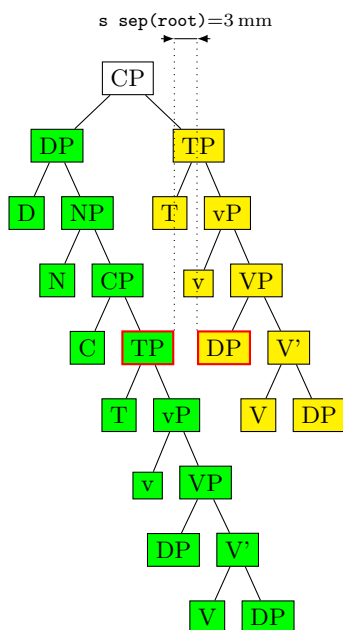 s sep(root)=3 mm
CP
DP TP
D NP T vP
N CP v VP
C TP DP V'
T vP V DP
v VP
DP V'
V DP